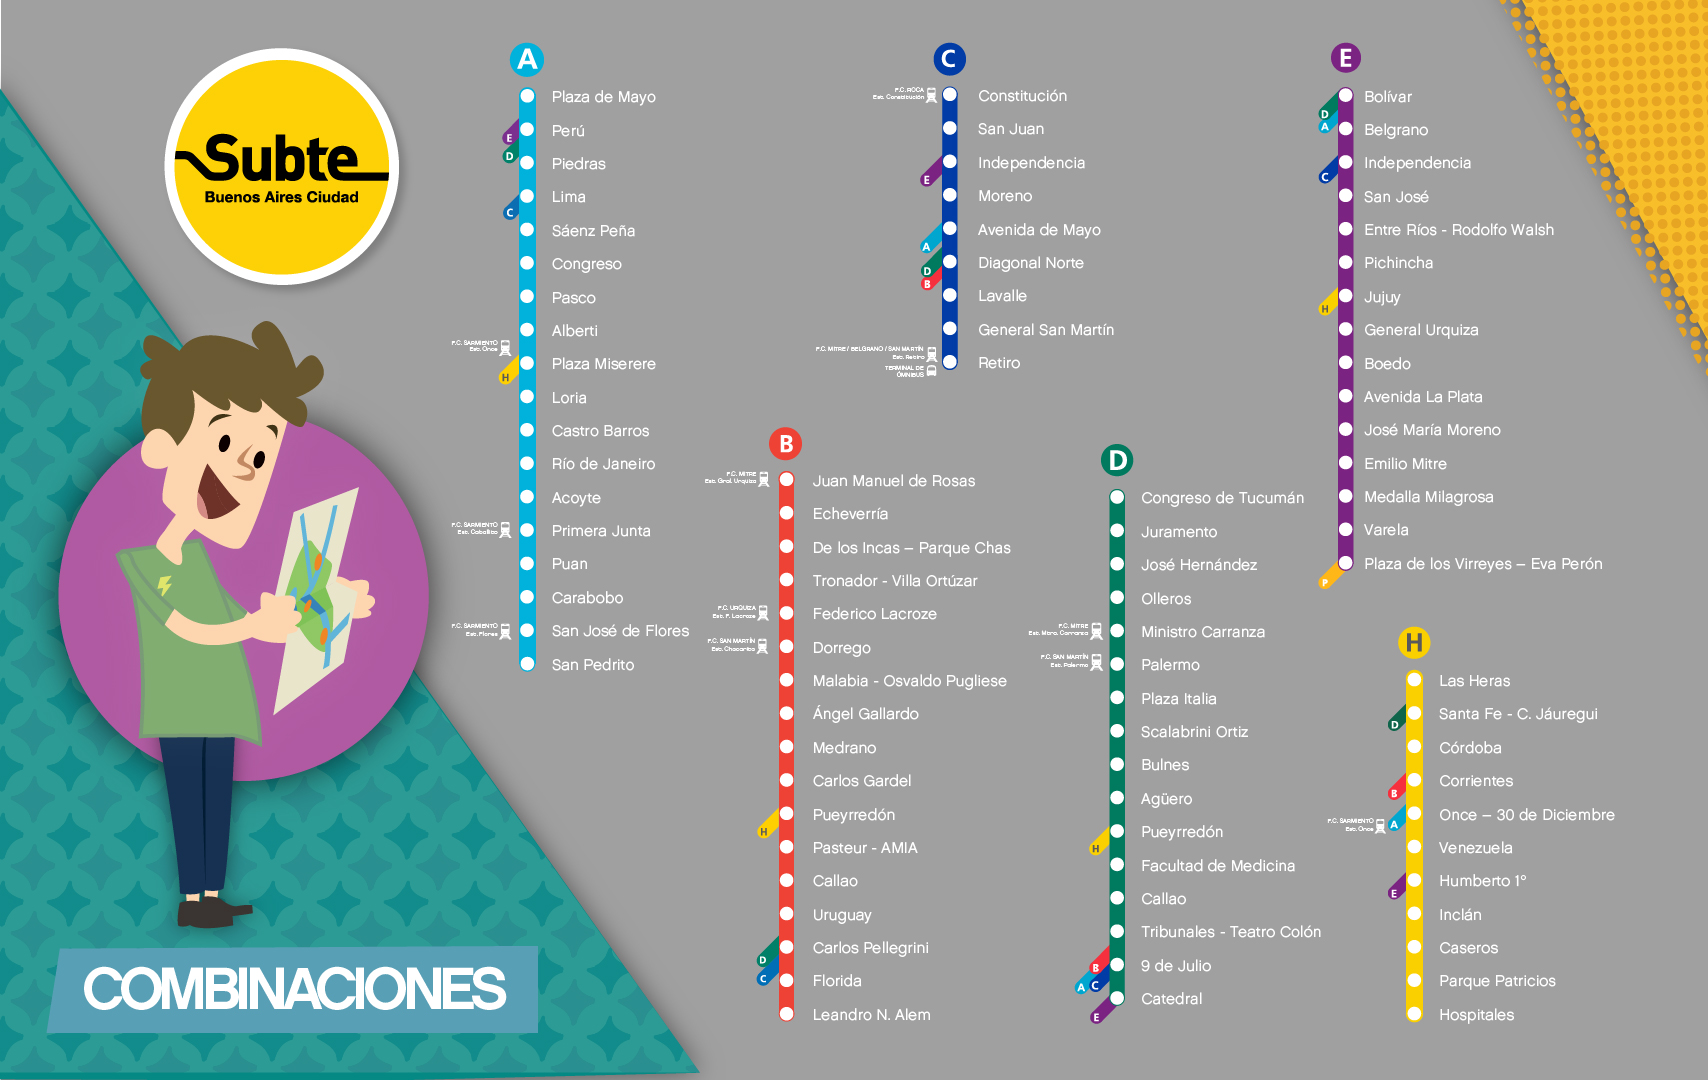 Subte
Buenos Aires Ciudad
COMBINACIONES
A
Plaza de Mayo
Perú
E
D
Piedras
Lima
C
Sáenz Peña
Congreso
Pasco
Alberti
F.C. SARMIENTO
Est. Once
Plaza Miserere
H
Loria
Castro Barros
Río de Janeiro
Acoyte
F.C. SARMIENTO
Est. Caballito
Primera Junta
Puan
Carabobo
F.C. SARMIENTO
Est. Flores
San José de Flores
San Pedrito
B
F.C. MITRE
Est. Gral. Urquiza
Juan Manuel de Rosas
Echeverría
De los Incas – Parque Chas
Tronador - Villa Ortúzar
F.C. URQUIZA
Est. F. Lacroze
Federico Lacroze
F.C. SAN MARTÍN
Est. Chacarita
Dorrego
Malabia - Osvaldo Pugliese
Ángel Gallardo
Medrano
Carlos Gardel
Pueyrredón
H
Pasteur - AMIA
Callao
Uruguay
Carlos Pellegrini
D
C
Florida
Leandro N. Alem
C
F.C. ROCA
Est. Constitución
Constitución
San Juan
Independencia
E
Moreno
Avenida de Mayo
A
Diagonal Norte
D
B
Lavalle
General San Martín
F.C. MITRE / BELGRANO / SAN MARTÍN
Est. Retiro
Retiro
TERMINAL DE
ÓMNIBUS
D
Congreso de Tucumán
Juramento
José Hernández
Olleros
F.C. MITRE
Est. Mtro. Carranza
Ministro Carranza
F.C. SAN MARTÍN
Est. Palermo
Palermo
Plaza Italia
Scalabrini Ortiz
Bulnes
Agüero
Pueyrredón
H
Facultad de Medicina
Callao
Tribunales - Teatro Colón
9 de Julio
B
A C
Catedral
E
E
Bolívar
D
A
Belgrano
Independencia
C
San José
Entre Ríos - Rodolfo Walsh
Pichincha
Jujuy
H
General Urquiza
Boedo
Avenida La Plata
José María Moreno
Emilio Mitre
Medalla Milagrosa
Varela
Plaza de los Virreyes – Eva Perón
P
H
Las Heras
Santa Fe - C. Jáuregui
D
Córdoba
Corrientes
B
Once – 30 de Diciembre
F.C. SARMIENTO
Est. Once
A
Venezuela
Humberto 1°
E
Inclán
Caseros
Parque Patricios
Hospitales